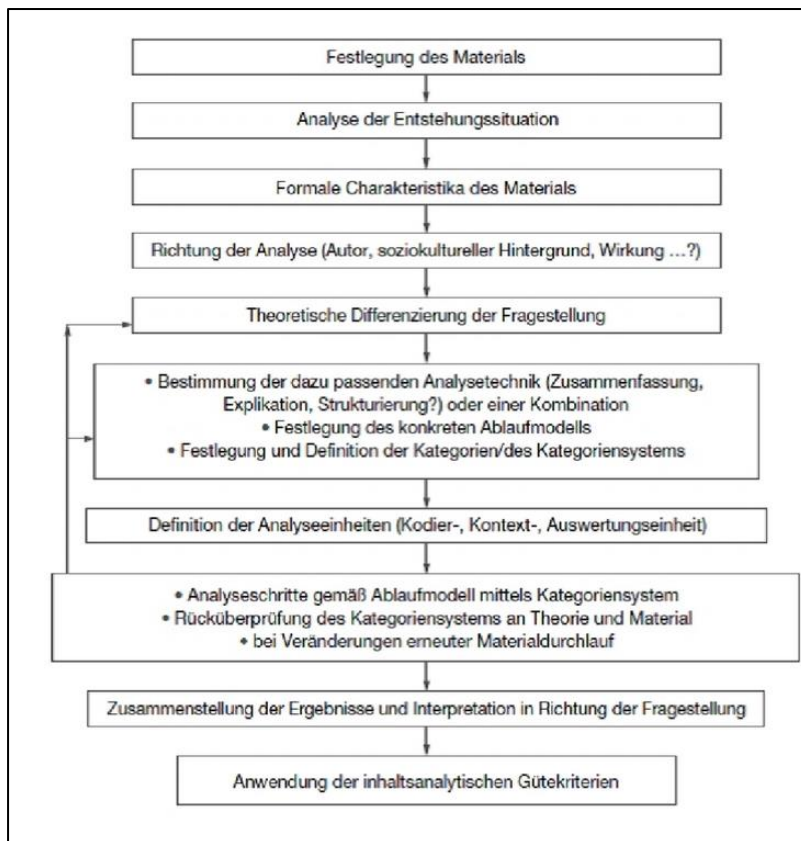 Festlegung des Materials
Analyse der Entstehungssituation
Formale Charakteristika des Materials
Richtung der Analyse (Autor, soziokultureller Hintergrund, Wirkung ...?)
Theoretische Differenzierung der Fragestellung
• Bestimmung der dazu passenden Analysetechnik (Zusammenfassung,
Explikation, Strukturierung?) oder einer Kombination
• Festlegung des konkreten Ablaufmodells
• Festlegung und Definition der Kategorien/des Kategoriensystems
Definition der Analyseeinheiten (Kodier-, Kontext-, Auswertungseinheit)
• Analyseschritte gemäß Ablaufmodell mittels Kategoriensystem
• Rücküberprüfung des Kategoriensystems an Theorie und Material
• bei Veränderungen erneuter Materialdurchlauf
Zusammenstellung der Ergebnisse und Interpretation in Richtung der Fragestellung
Anwendung der inhaltsanalytischen Gütekriterien